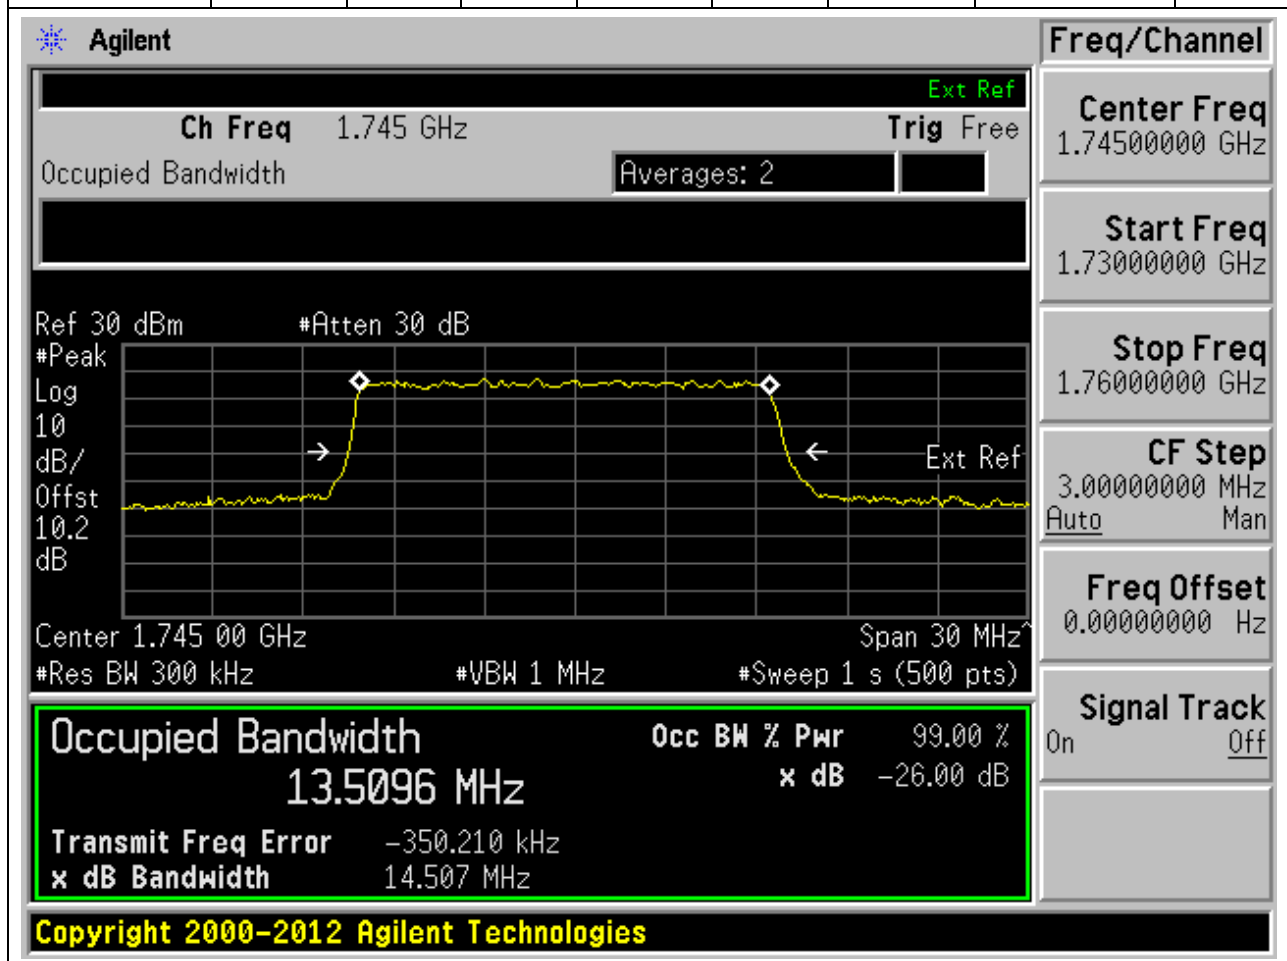 Agilent
Freq/Channel
Ext Ref
Ch Freq 1.745 GHz Trig Free
Occupied Bandwidth Averages: 2
Center Freq
1.74500000 GHz
Start Freq
1.73000000 GHz
Stop Freq
1.76000000 GHz
CF Step
3.00000000 MHz
Auto Man
Freq Offset
0.00000000 Hz
Signal Track
On Off
Ref 30 dBm #Atten 30 dB
#Peak
Log
10
dB/
Offst
10.2
dB
Ext Ref
Center 1.745 00 GHz Span 30 MHz^
#Res BW 300 kHz #VBW 1 MHz #Sweep 1 s (500 pts)
Occupied Bandwidth Occ BW % Pwr 99.00 %
13.5096 MHz x dB -26.00 dB
Transmit Freq Error -350.210 kHz
x dB Bandwidth 14.507 MHz
Copyright 2000-2012 Agilent Technologies